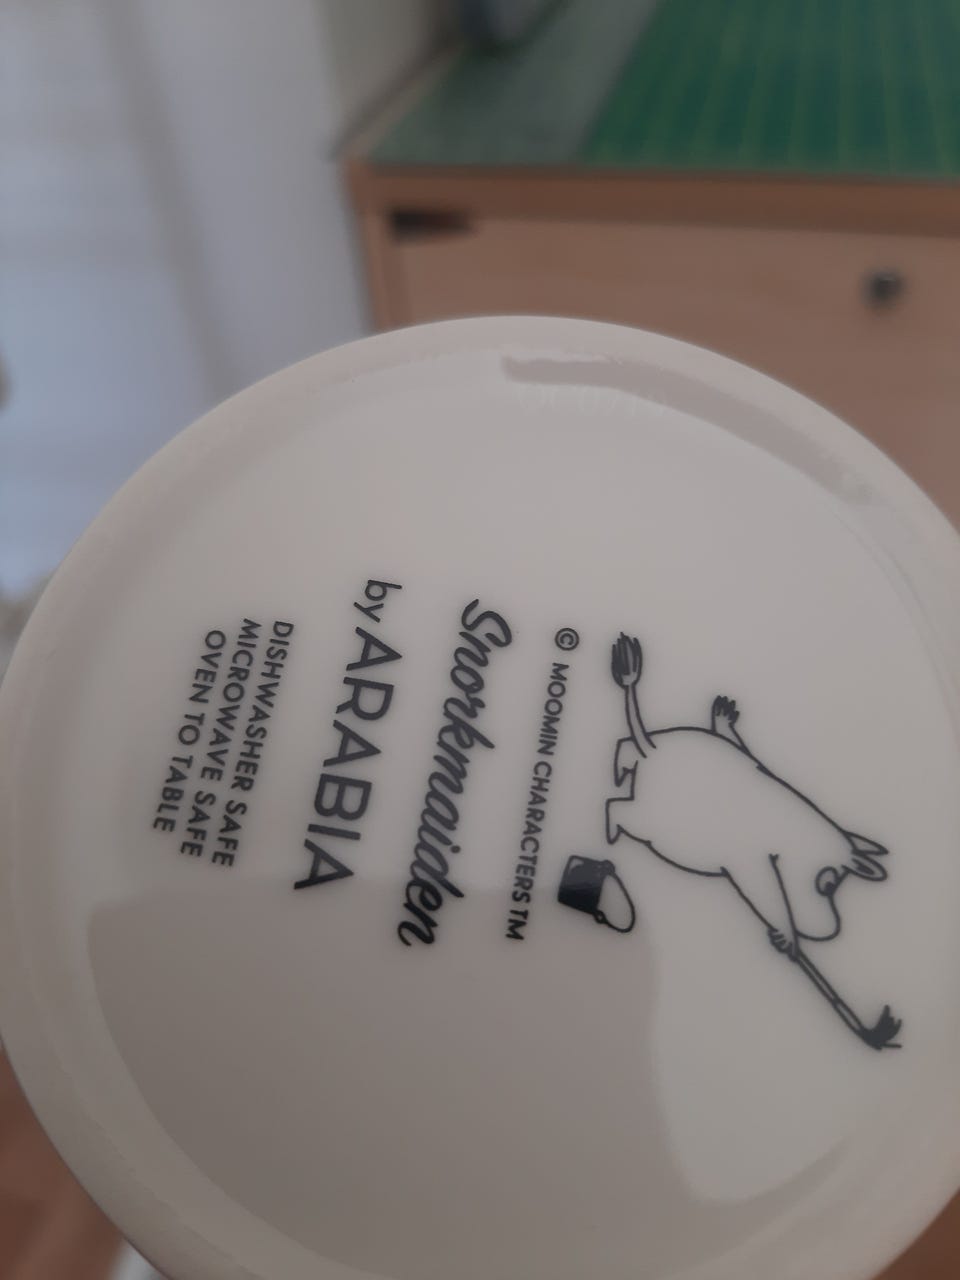 © MOOMIN CHARACTERS TM
Snorkmaiden
by ARABIA
DISHWASHER SAFE
MICROWAVE SAFE
OVEN TO TABLE